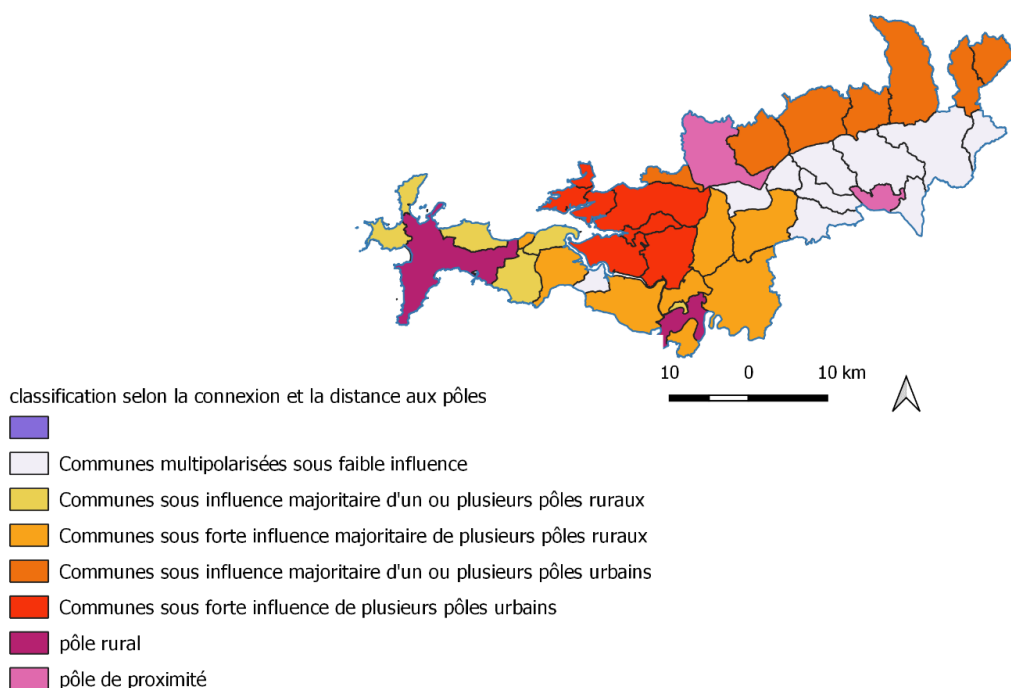 10 0 10 km
classification selon la connexion et la distance aux pôles
Communes multipolarisées sous faible influence
Communes sous influence majoritaire d'un ou plusieurs pôles ruraux
Communes sous forte influence majoritaire de plusieurs pôles ruraux
Communes sous influence majoritaire d'un ou plusieurs pôles urbains
Communes sous forte influence de plusieurs pôles urbains
pôle rural
pôle de proximité